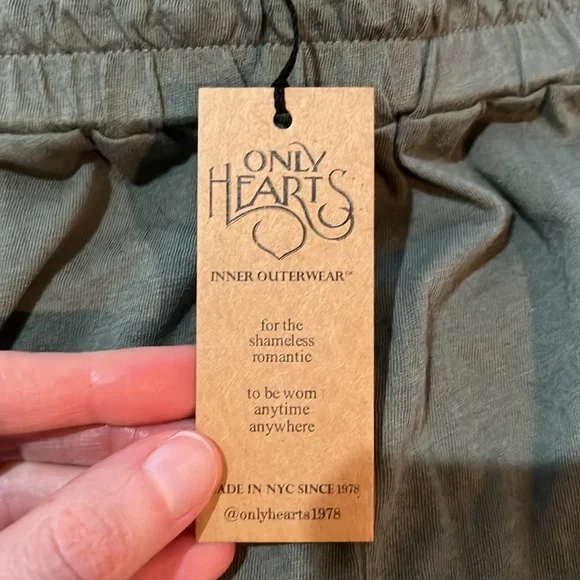 ONLY
HEARTS
INNER OUTERWEAR™
for the
shameless
romantic
to be worn
anytime
anywhere
ADE IN NYC SINCE 1978
@onlyhearts1978